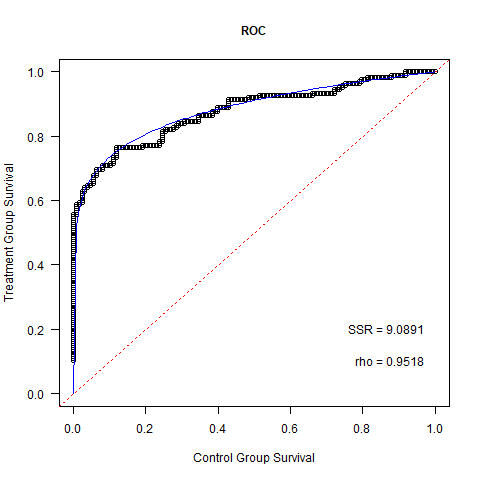 ROC
Treatment Group Survival
1.0
0.8
0.6
0.4
0.2
0.0
SSR = 9.0891
rho = 0.9518
0.0 0.2 0.4 0.6 0.8 1.0
Control Group Survival